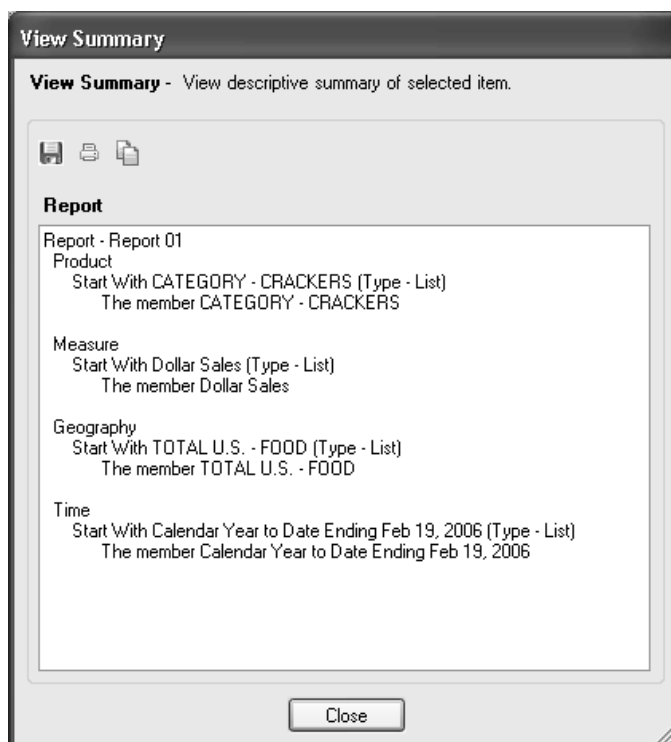 View Summary
View Summary - View descriptive summary of selected item.
Report
Report - Report 01
Product
Start With CATEGORY - CRACKERS (Type - List)
The member CATEGORY - CRACKERS
Measure
Start With Dollar Sales (Type - List)
The member Dollar Sales
Geography
Start With TOTAL U.S. - FOOD (Type - List)
The member TOTAL U.S. - FOOD
Time
Start With Calendar Year to Date Ending Feb 19, 2006 (Type - List)
The member Calendar Year to Date Ending Feb 19, 2006
Close